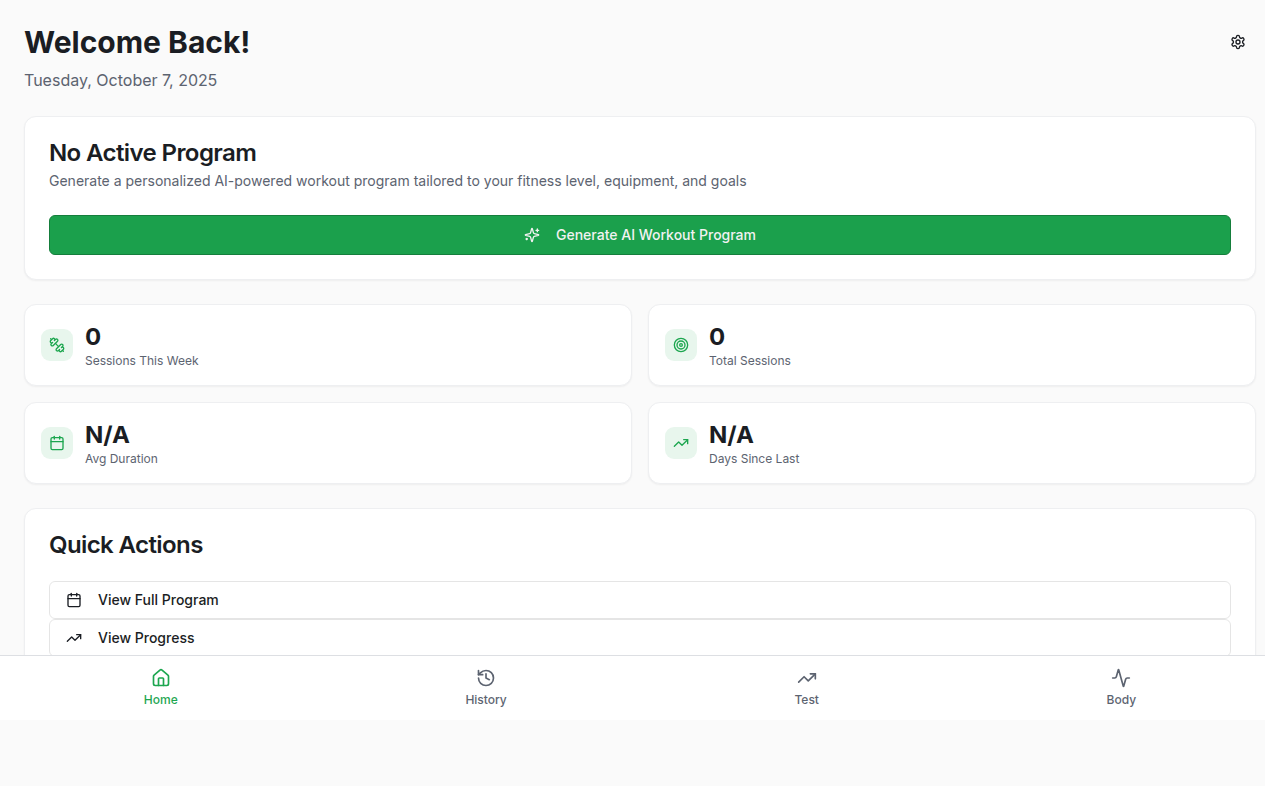 Welcome Back!
Tuesday, October 7, 2025
No Active Program
Generate a personalized AI-powered workout program tailored to your fitness level, equipment, and goals
Generate AI Workout Program
0
Sessions This Week
0
Total Sessions
N/A
Avg Duration
N/A
Days Since Last
Quick Actions
View Full Program
View Progress
Home
History
Test
Body